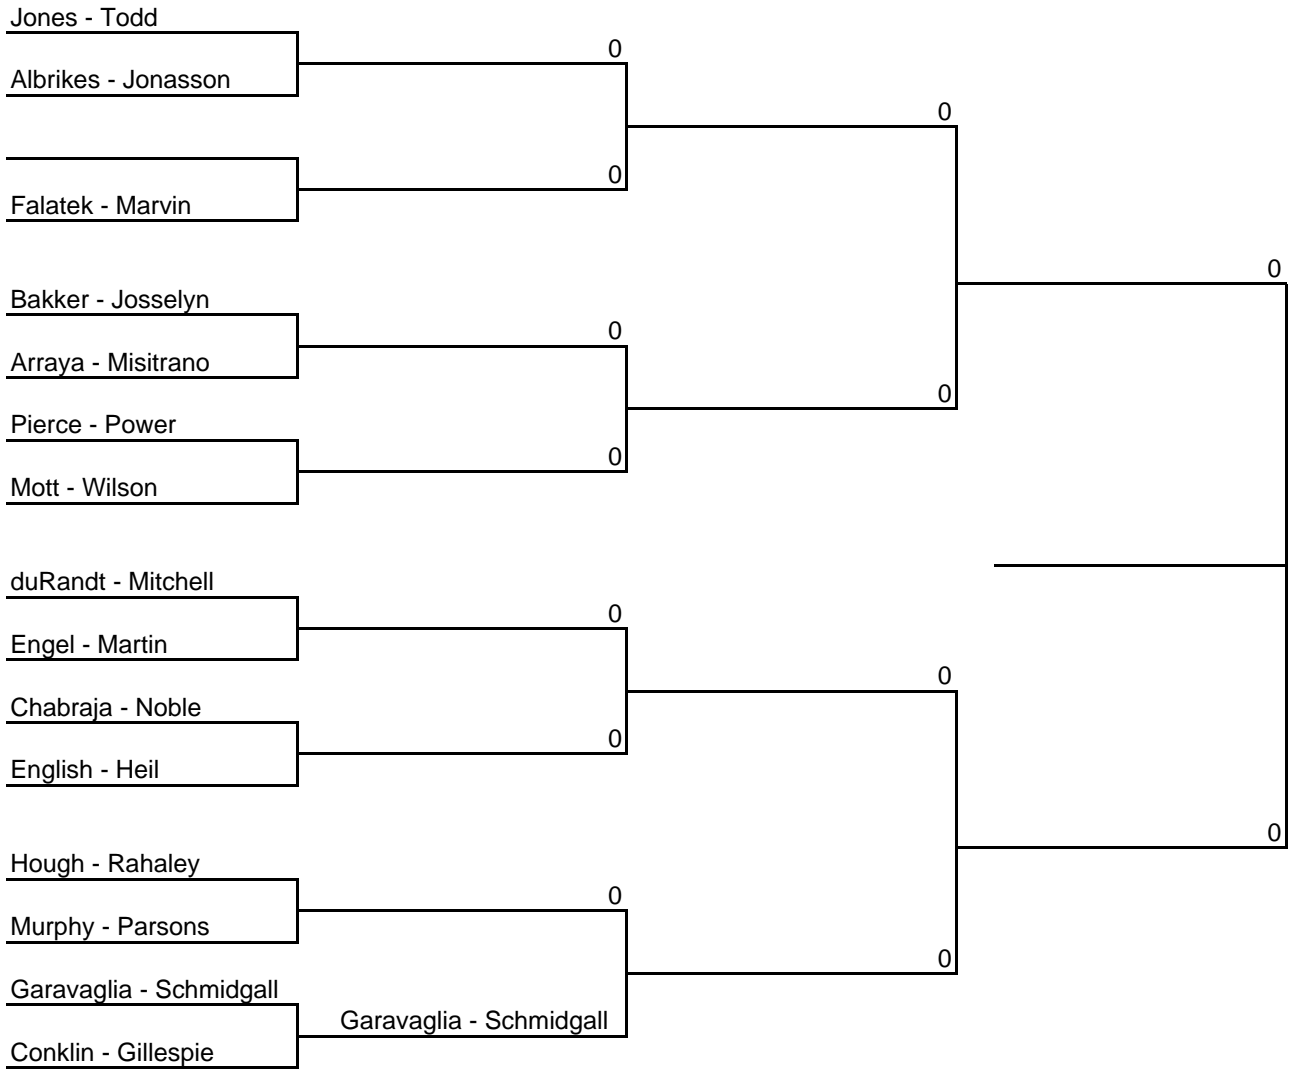 Jones - Todd
0
Albrikes - Jonasson
0
0
Falatek - Marvin
0
Bakker - Josselyn
0
Arraya - Misitrano
0
Pierce - Power
0
Mott - Wilson
duRandt - Mitchell
0
Engel - Martin
0
Chabraja - Noble
0
English - Heil
0
Hough - Rahaley
0
Murphy - Parsons
0
Garavaglia - Schmidgall
Garavaglia - Schmidgall
Conklin - Gillespie